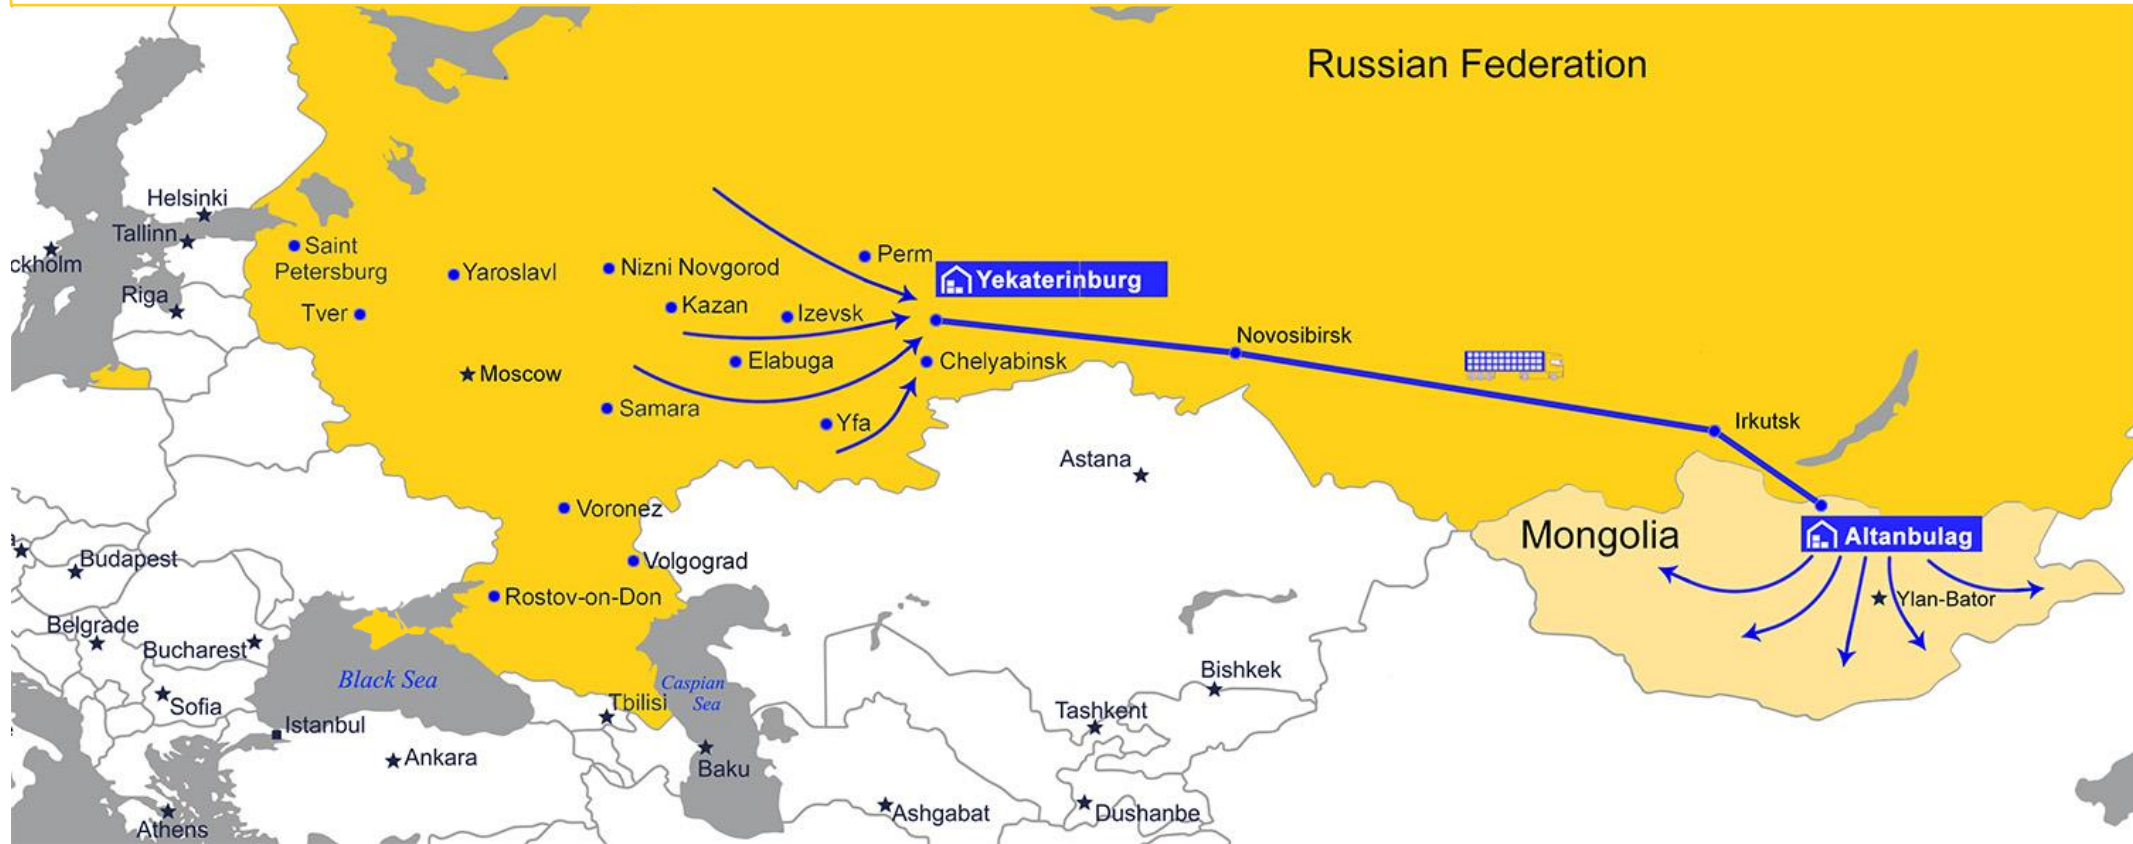 Russian Federation
Helsinki
Tallinn
ckholm
Riga
Saint
Petersburg
Tver
Yaroslavl
Nizni Novgorod
Perm
Yekaterinburg
Kazan
Izevsk
Novosibirsk
Moscow
Elabuga
Chelyabinsk
Samara
Yfa
Irkutsk
Astana
Voronez
Mongolia
Altanbulag
Budapest
Volgograd
Rostov-on-Don
Ylan-Bator
Belgrade
Bucharest
Black Sea
Caspian
Sea
Bishkek
Sofia
Tbilisi
Tashkent
Istanbul
Ankara
Baku
Ashgabat
Dushanbe
Athens